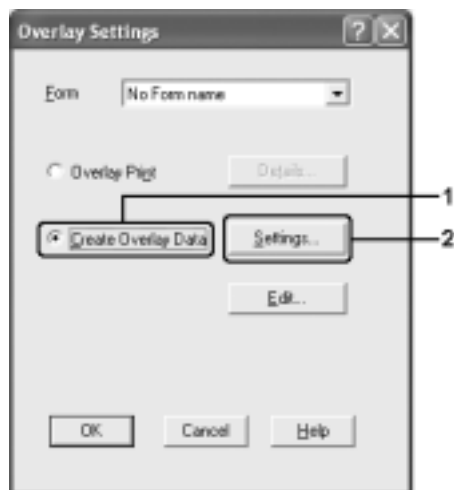 Overlay Settings
Form No Form name
Overlay Print Details...
1
Create Overlay Data Settings...
2
Edit...
OK Cancel Help